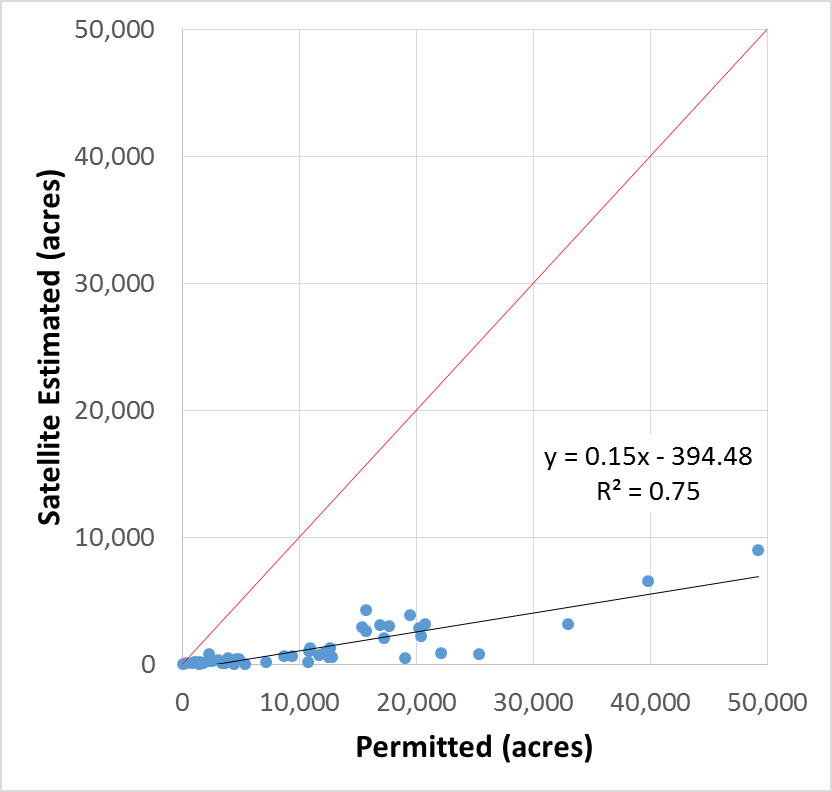 50,000
40,000
30,000
20,000
10,000
0
Satellite Estimated (acres)
y = 0.15x - 394.48
R² = 0.75
0 10,000 20,000 30,000 40,000 50,000
Permitted (acres)